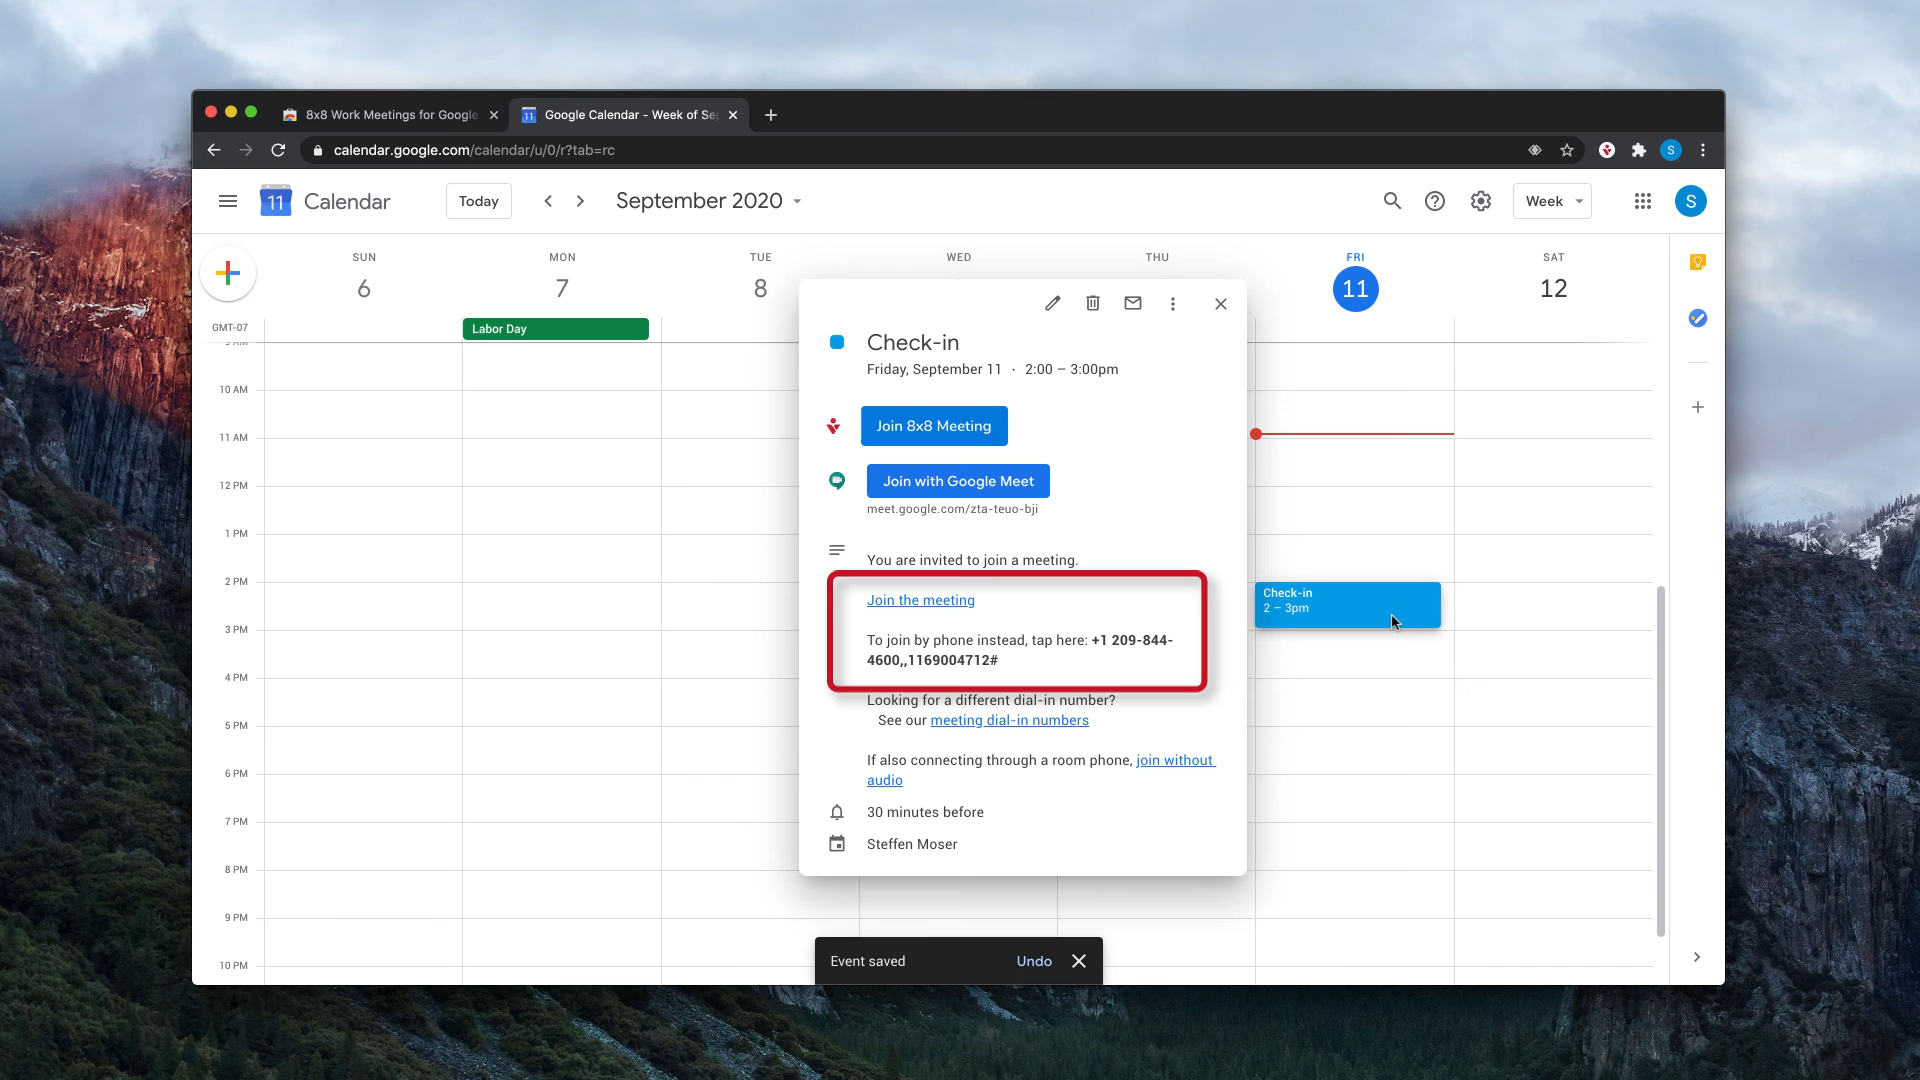 8x8 Work Meetings for Google
Google Calendar - Week of Sep
calendar.google.com/calendar/u/0/r?tab=rc
11 Calendar Today September 2020 Week S
SUN MON TUE WED THU FRI SAT
6 7 8 11 12
GMT-07 Labor Day
9 AM
10 AM
11 AM
12 PM
1 PM
2 PM
3 PM
4 PM
5 PM
6 PM
7 PM
8 PM
9 PM
10 PM
Check-in
Friday, September 11 · 2:00 – 3:00pm
Join 8x8 Meeting
Join with Google Meet
meet.google.com/zta-teuo-bji
You are invited to join a meeting.
Join the meeting
To join by phone instead, tap here: +1 209-844-
4600,,1169004712#
Looking for a different dial-in number?
See our meeting dial-in numbers
If also connecting through a room phone, join without
audio
30 minutes before
Steffen Moser
Check-in
2 – 3pm
Event saved Undo